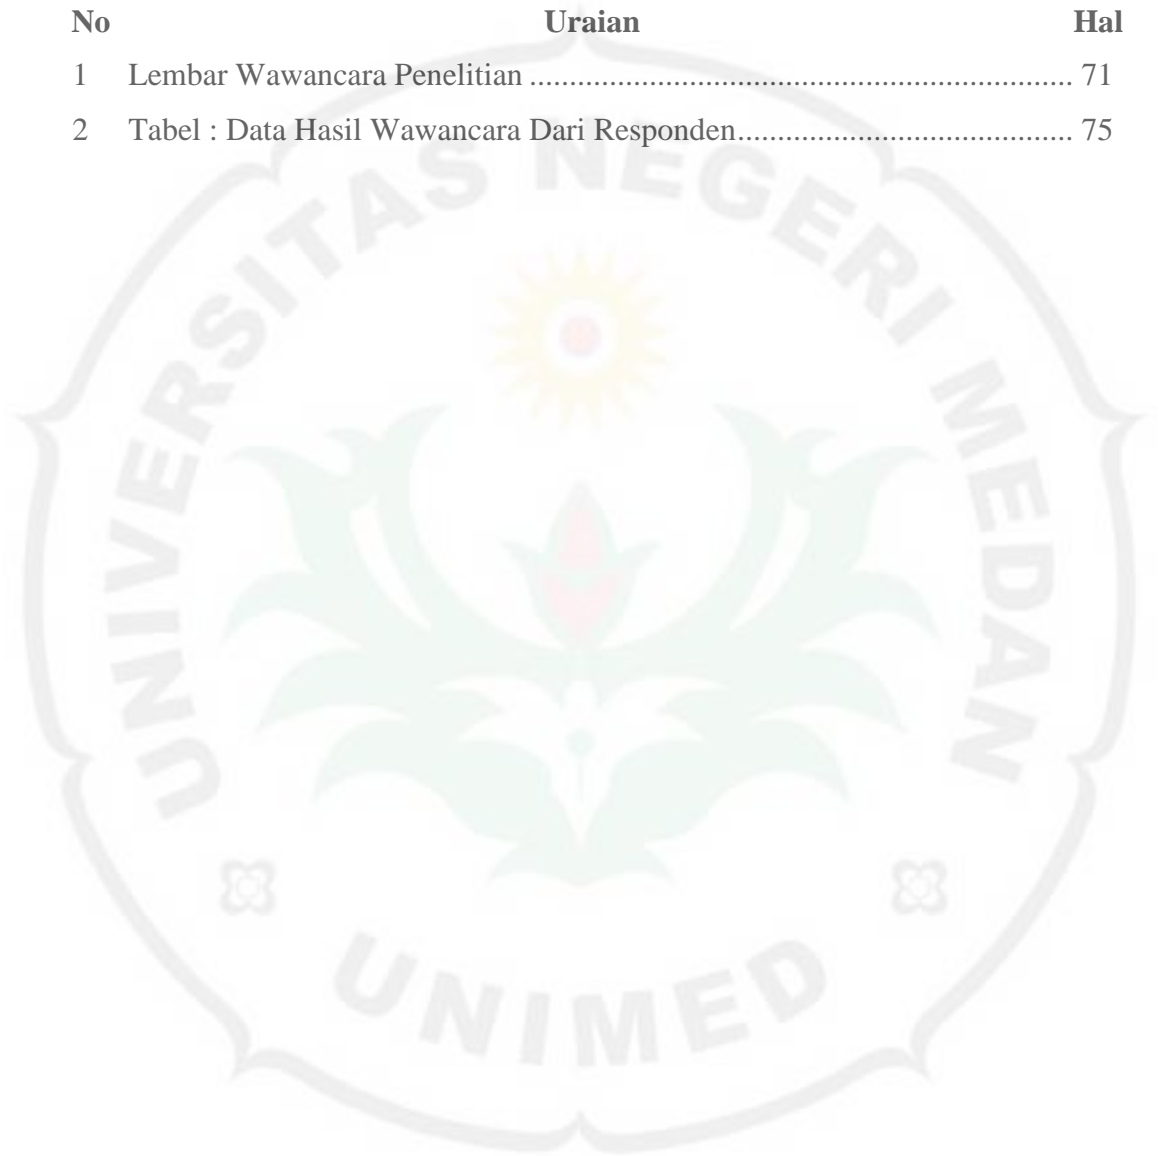 No Uraian Hal
1 Lembar Wawancara Penelitian ........................................................................ 71
2 Tabel : Data Hasil Wawancara Dari Responden............................................ 75
UNIVERSITAS NEGERI MEDAN
UNIMED